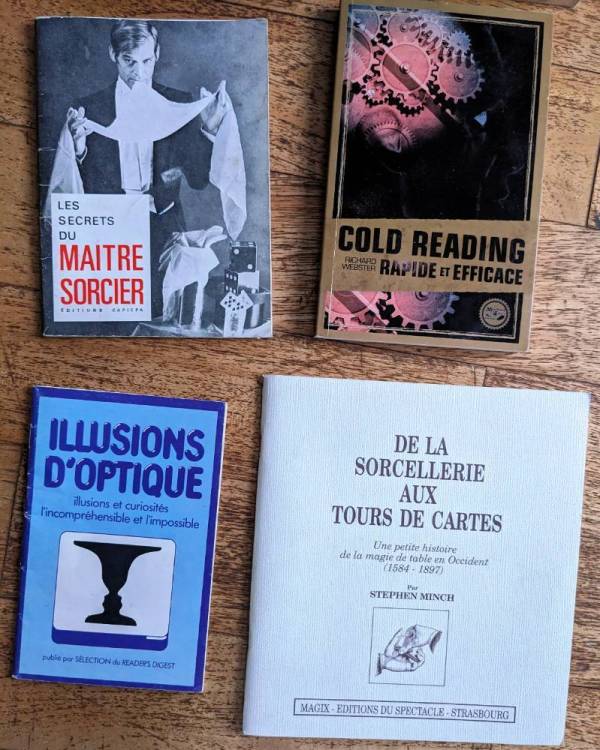 LES
SECRETS
DU
MAITRE
SORCIER
ÉDITIONS CAPIEPA
COLD READING
RICHARD
WEBSTER
RAPIDE ET EFFICACE
ILLUSIONS
D'OPTIQUE
illusions et curiosités
l'incompréhensible et l'impossible
publié par SÉLECTION du READER'S DIGEST
DE LA
SORCELLERIE
AUX
TOURS DE CARTES
Une petite histoire
de la magie de table en Occident
(1584 - 1897)
Par
STEPHEN MINCH
MAGIX - EDITIONS DU SPECTACLE - STRASBOURG